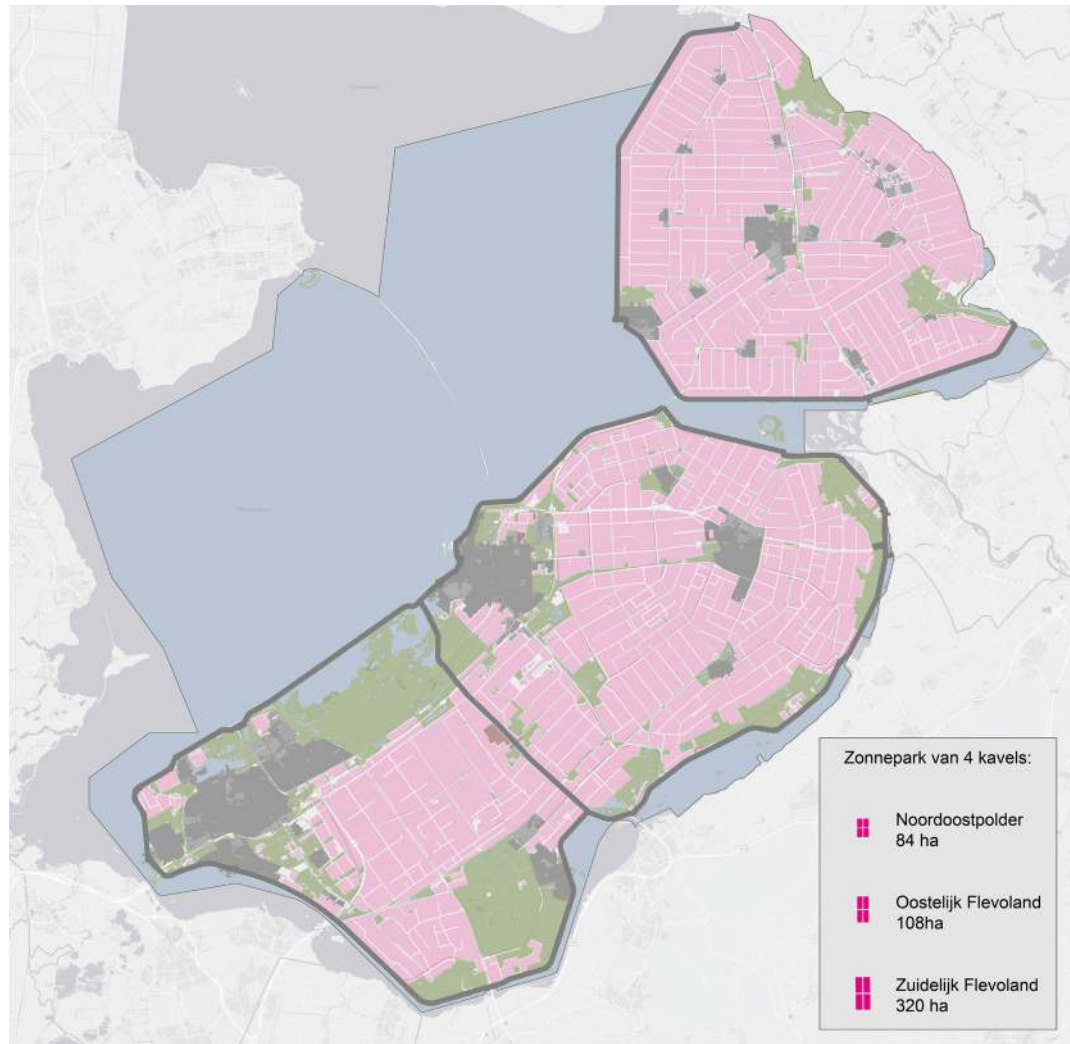 Zonnepark van 4 kavels:
Noordoostpolder
84 ha
Oostelijk Flevoland
108ha
Zuidelijk Flevoland
320 ha